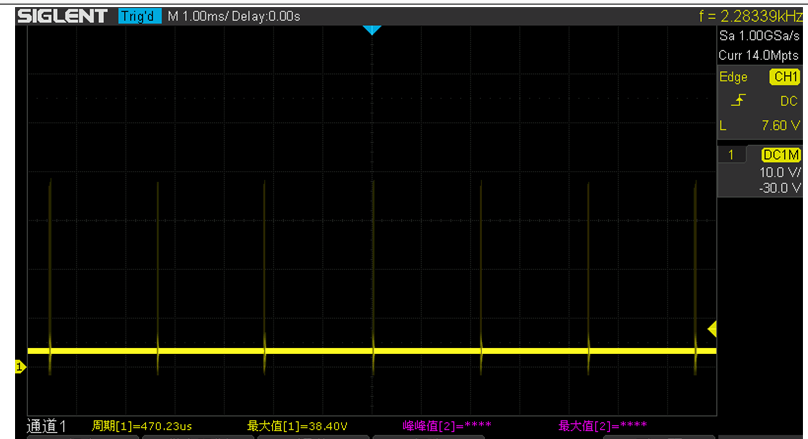 SIGLENT Trig'd M 1.00ms/ Delay:0.00s f = 2.28339kHz
Sa 1.00GSa/s
Curr 14.0Mpts
Edge CH1
DC
L 7.60 V
1 DC1M
10.0 V/
-30.0 V
1
通道1 周期[1]=470.23us 最大值[1]=38.40V 峰峰值[2]=**** 最大值[2]=****